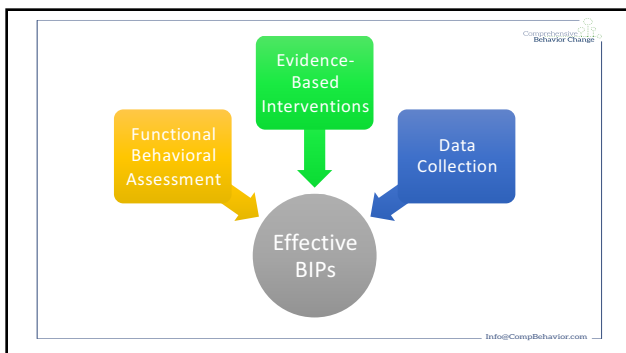 Comprehensive
Behavior Change
Evidence-
Based
Interventions
Functional
Behavioral
Assessment
Data
Collection
Effective
BIPs
Info@CompBehavior.com